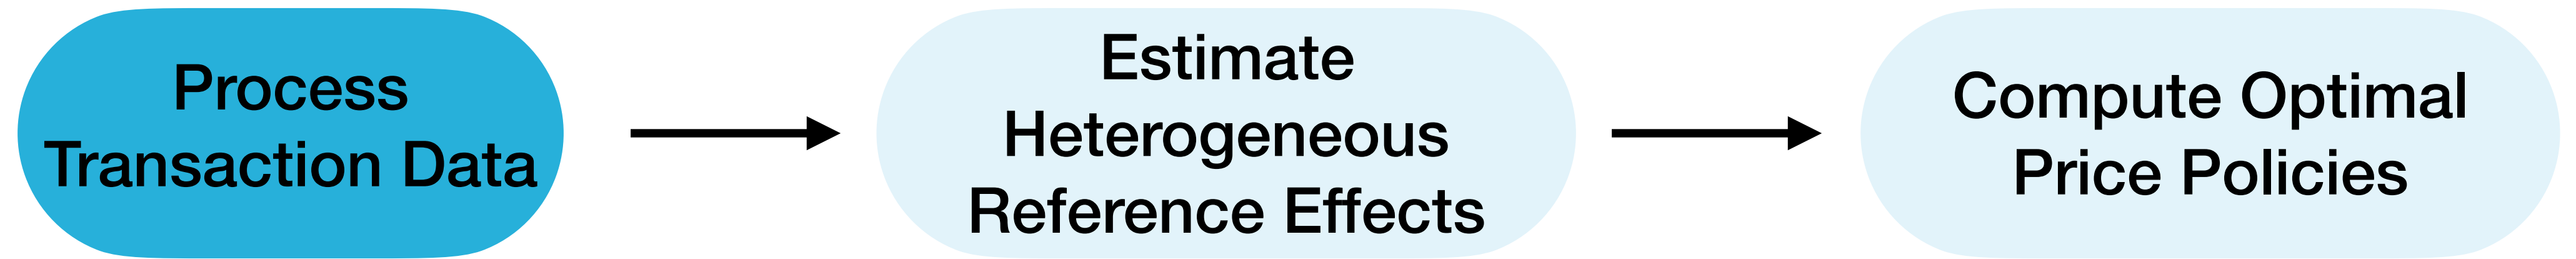 Process
Transaction Data
Estimate
Heterogeneous
Reference Effects
Compute Optimal
Price Policies